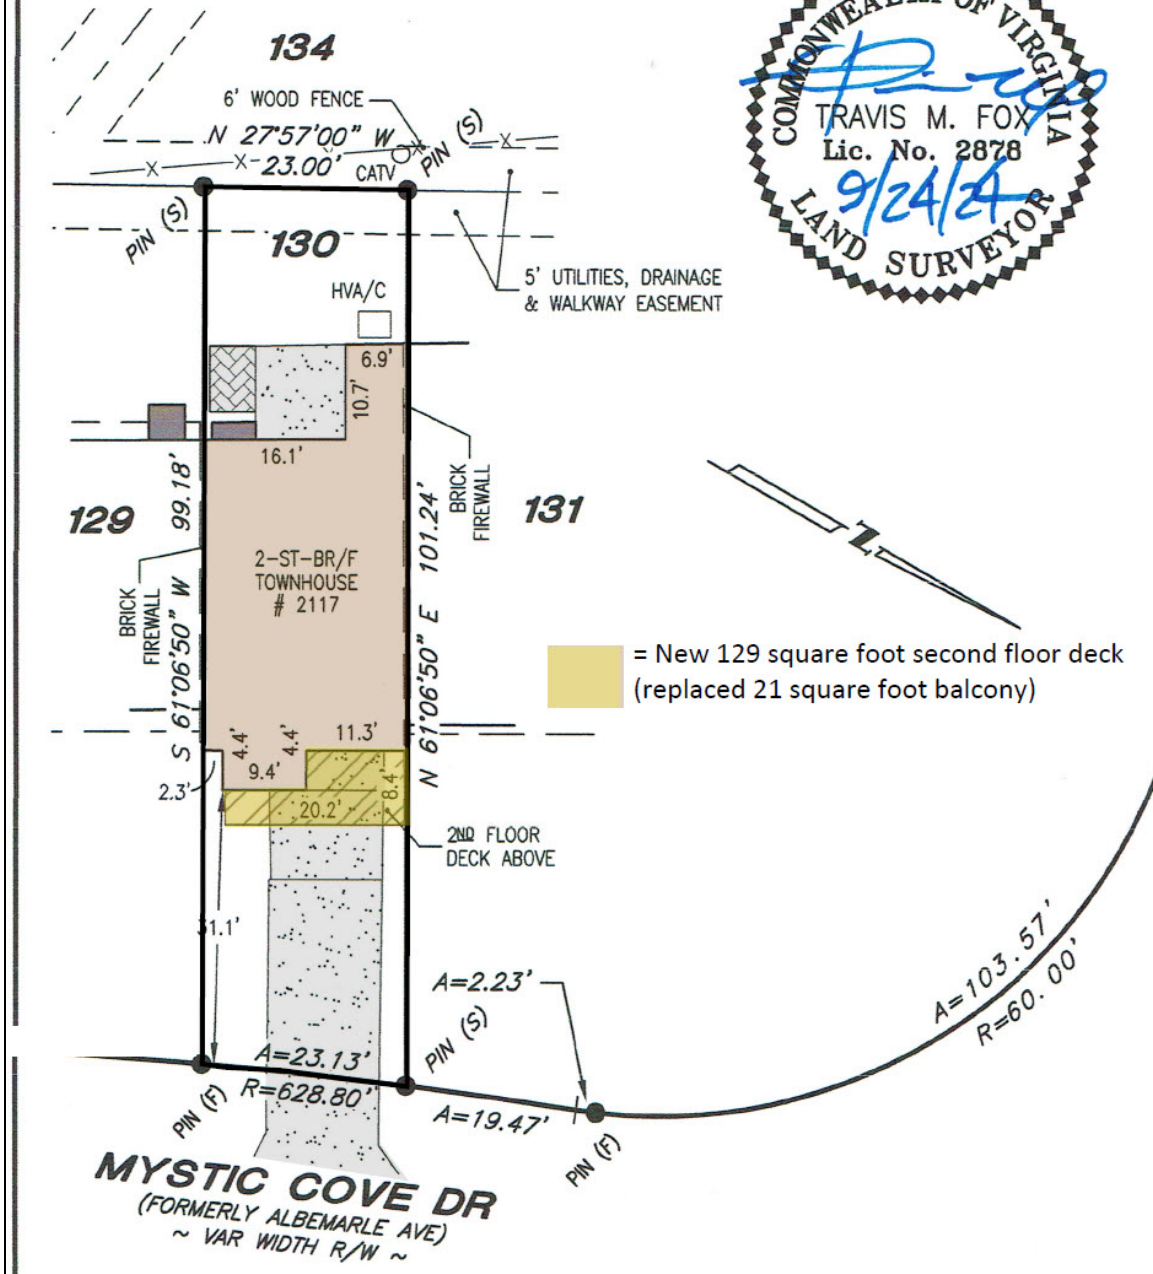 COMMONWEALTH OF VIRGINIA
TRAVIS M. FOX
Lic. No. 2878
9/24/24
LAND SURVEYOR
134
6' WOOD FENCE
N 27°57'00" W
23.00'
CATV
PIN (S)
PIN (S)
130
5' UTILITIES, DRAINAGE
& WALKWAY EASEMENT
HVA/C
6.9'
10.7'
16.1'
BRICK
FIREWALL
129
S 61°06'50" W 99.18'
N 61°06'50" E 101.24'
131
BRICK
FIREWALL
2-ST-BR/F
TOWNHOUSE
# 2117
Z
= New 129 square foot second floor deck
(replaced 21 square foot balcony)
4.4'
4.4'
11.3'
9.4'
8.4'
2.3'
20.2'
2ND FLOOR
DECK ABOVE
31.1'
A=2.23'
A=103.57'
R=60.00'
PIN (S)
A=23.13'
R=628.80'
A=19.47'
PIN (F)
PIN (F)
MYSTIC COVE DR
(FORMERLY ALBEMARLE AVE)
~ VAR WIDTH R/W ~